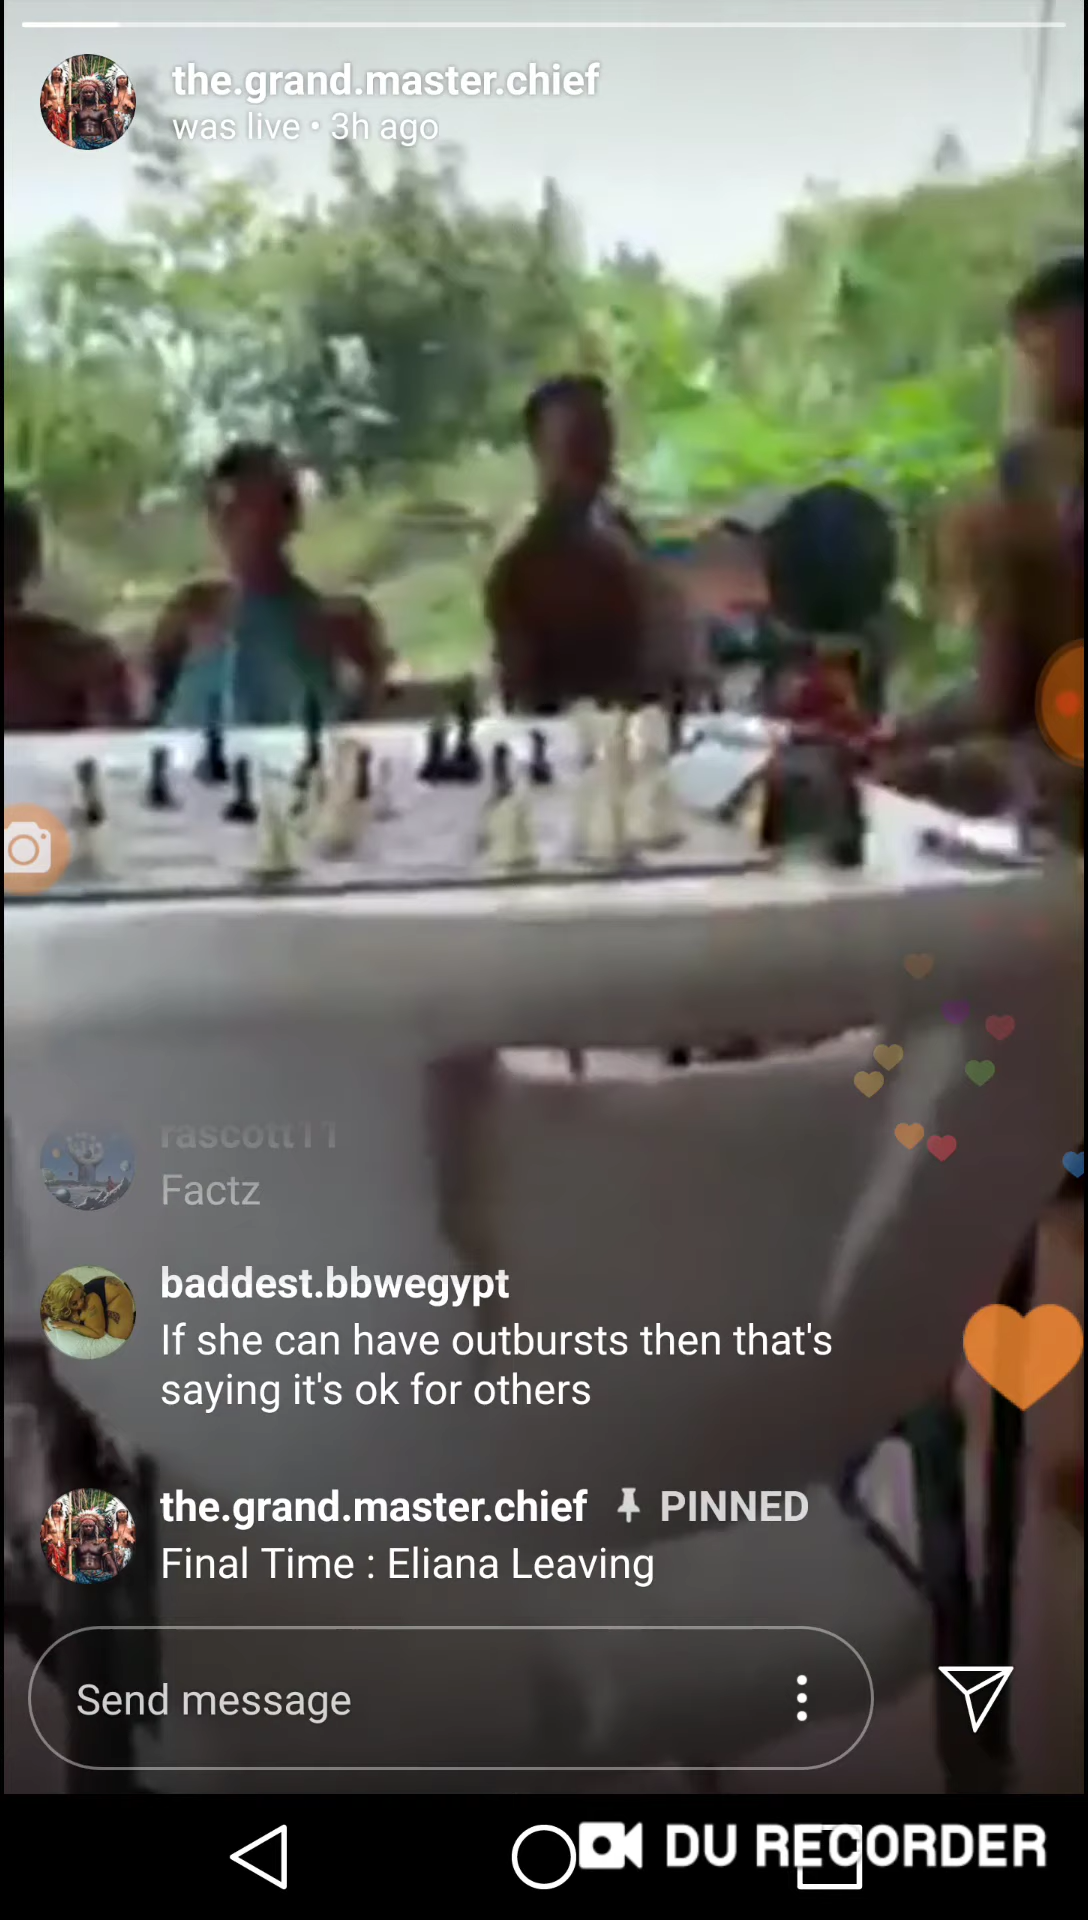 the.grand.master.chief
was live • 3h ago
rascott11
Factz
baddest.bbwegypt
If she can have outbursts then that's
saying it's ok for others
the.grand.master.chief PINNED
Final Time : Eliana Leaving
Send message
DU RECORDER